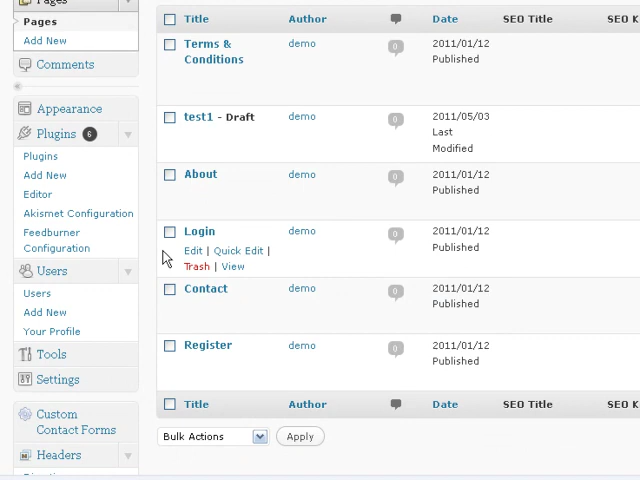 Pages
Pages
Add New
Comments
Appearance
Plugins 6
Plugins
Add New
Editor
Akismet Configuration
Feedburner
Configuration
Users
Users
Add New
Your Profile
Tools
Settings
Custom
Contact Forms
Headers
Title Author Date SEO Title SEO K
Terms & demo 0 2011/01/12
Conditions Published
test1 - Draft demo 0 2011/05/03
Last
Modified
About demo 0 2011/01/12
Published
Login demo 0 2011/01/12
Edit | Quick Edit | Published
Trash | View
Contact demo 0 2011/01/12
Published
Register demo 0 2011/01/12
Published
Title Author Date SEO Title SEO K
Bulk Actions Apply